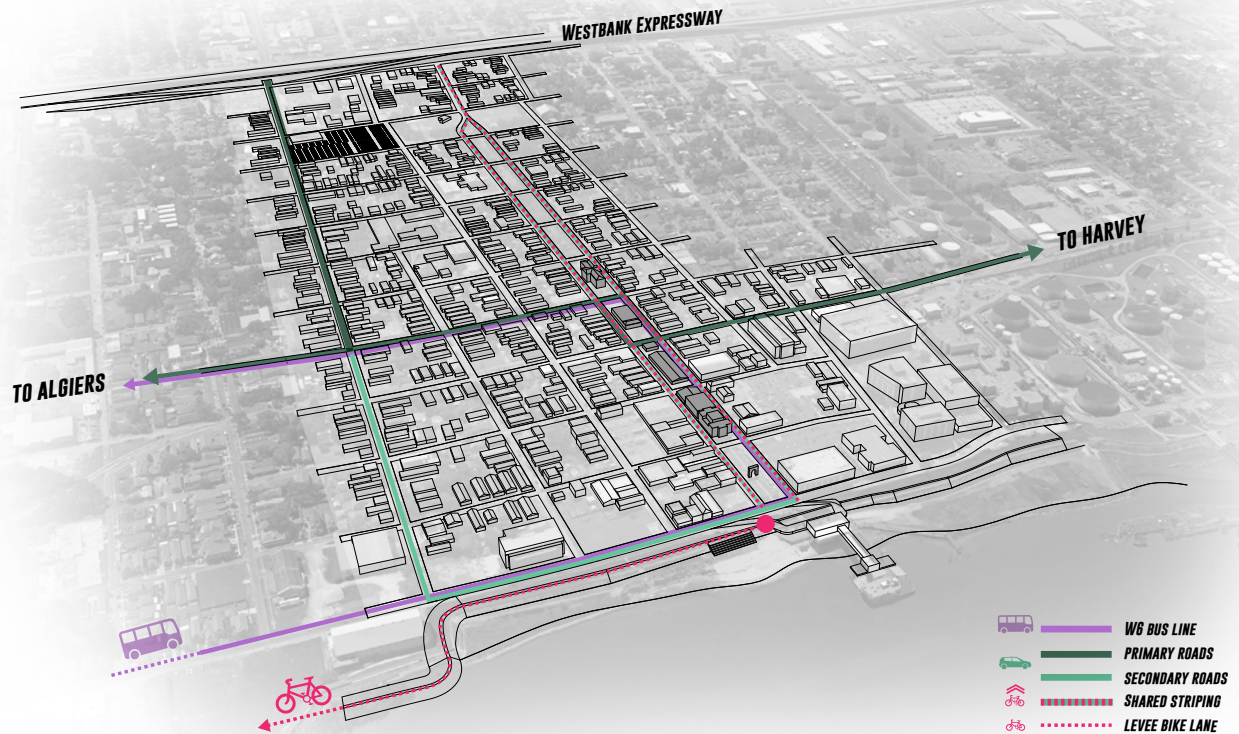 WESTBANK EXPRESSWAY
TO HARVEY
TO ALGIERS
W6 BUS LINE
PRIMARY ROADS
SECONDARY ROADS
SHARED STRIPING
LEVEE BIKE LANE